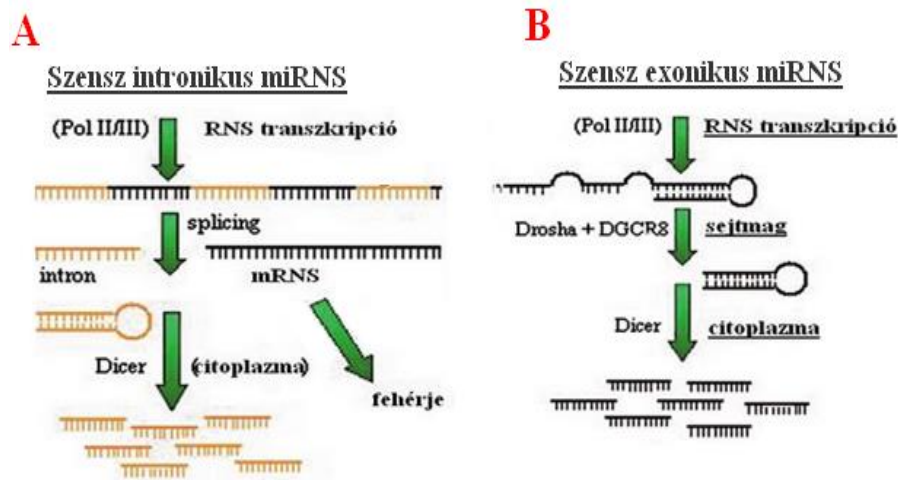 A
Szensz intronikus miRNS
(Pol II/III) RNS transzkripció
splicing
intron mRNS
Dicer (citoplazma)
fehérje
B
Szensz exonikus miRNS
(Pol II/III) RNS transzkripció
Drosha + DGCR8 sejtmag
Dicer citoplazma